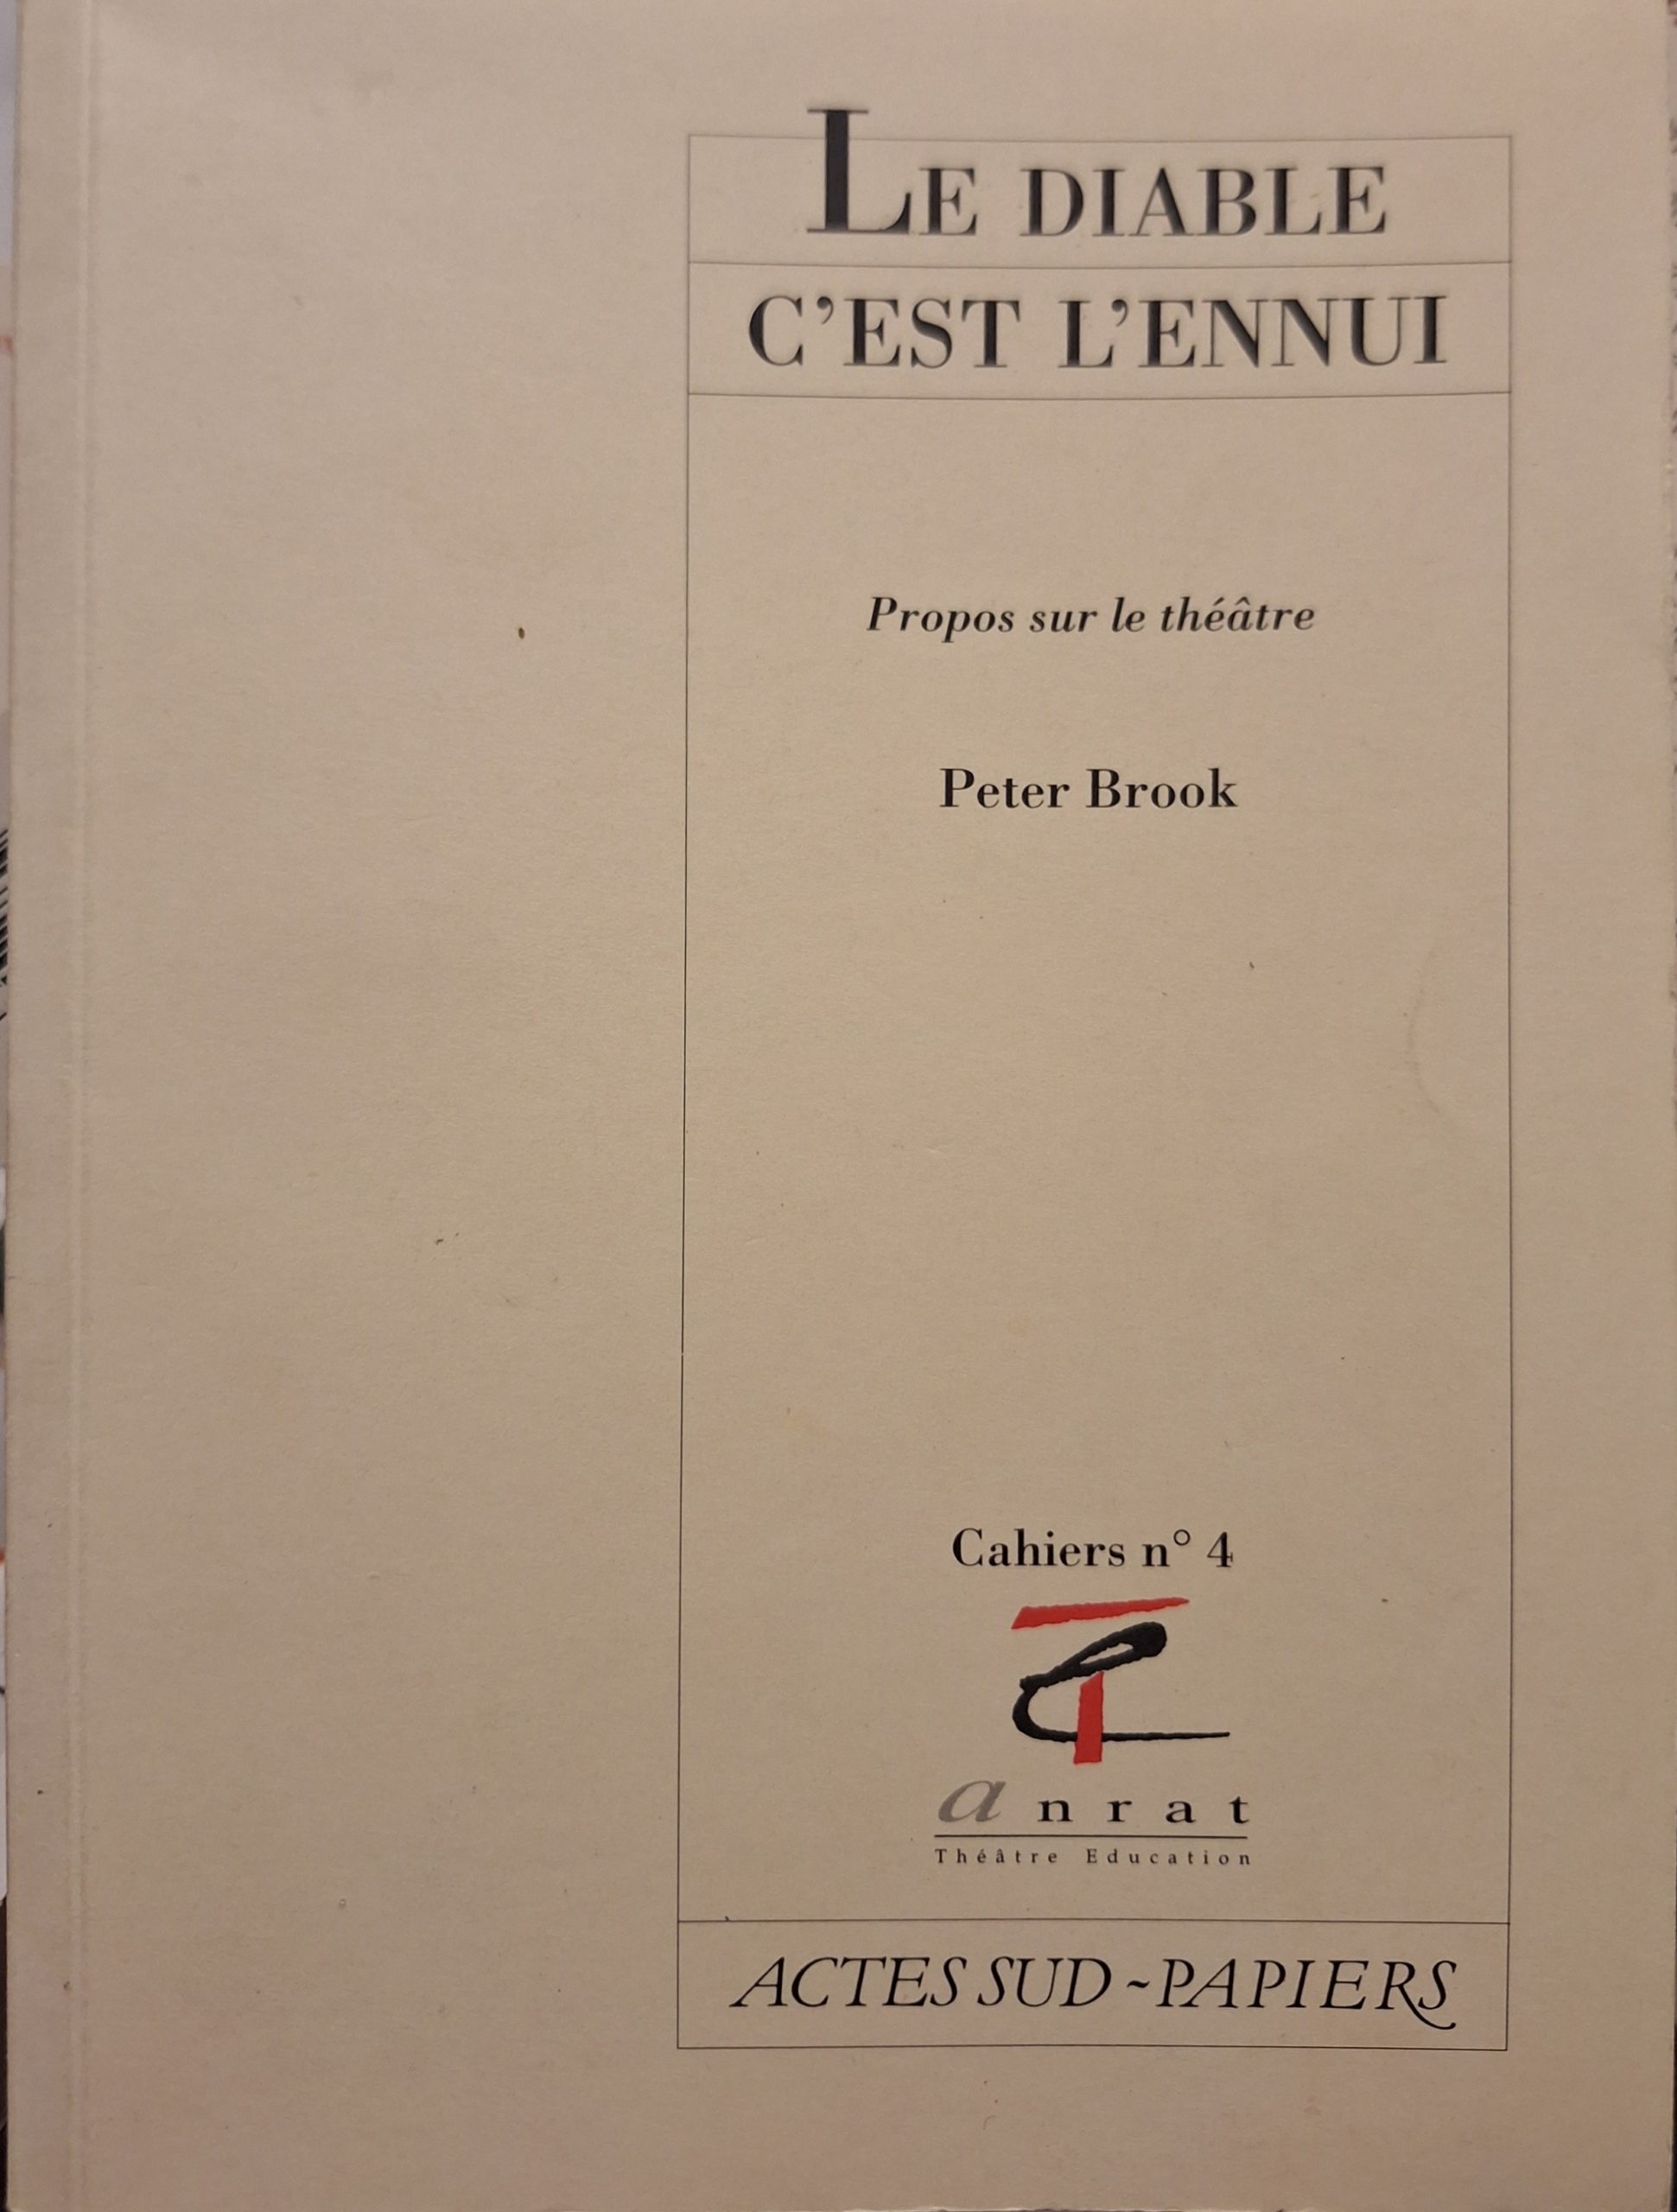 LE DIABLE
C’EST L’ENNUI
Propos sur le théâtre
Peter Brook
Cahiers n° 4
anrat
Théâtre Education
ACTES SUD ~ PAPIERS